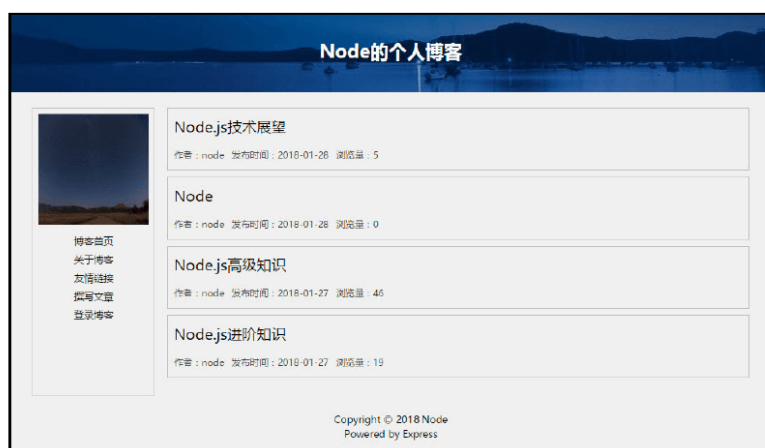 Node的个人博客
博客首页
关于博客
友情链接
撰写文章
登录博客
Node.js技术展望
作者：node 发布时间：2018-01-28 浏览量：5
Node
作者：node 发布时间：2018-01-28 浏览量：0
Node.js高级知识
作者：node 发布时间：2018-01-27 浏览量：46
Node.js进阶知识
作者：node 发布时间：2018-01-27 浏览量：19
Copyright © 2018 Node
Powered by Express